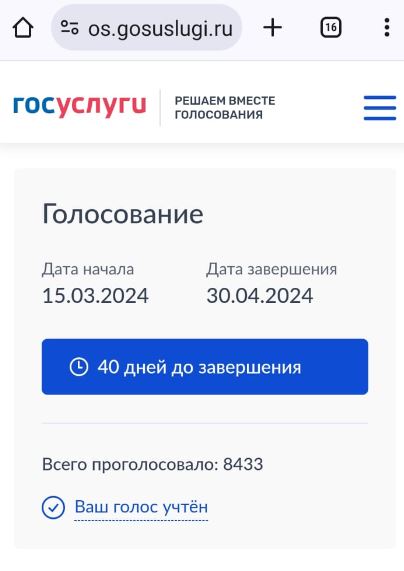 os.gosuslugi.ru
16
госуслуги
РЕШАЕМ ВМЕСТЕ
ГОЛОСОВАНИЯ
Голосование
Дата начала
15.03.2024
Дата завершения
30.04.2024
40 дней до завершения
Всего проголосовало: 8433
Ваш голос учтён